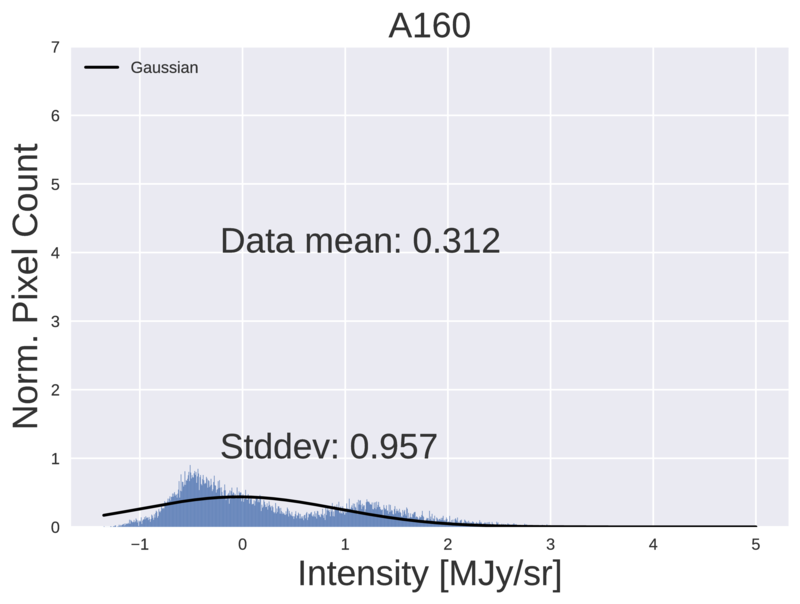 A160
Gaussian
Data mean: 0.312
Stddev: 0.957
Norm. Pixel Count
7
6
5
4
3
2
1
0
−1 0 1 2 3 4 5
Intensity [MJy/sr]